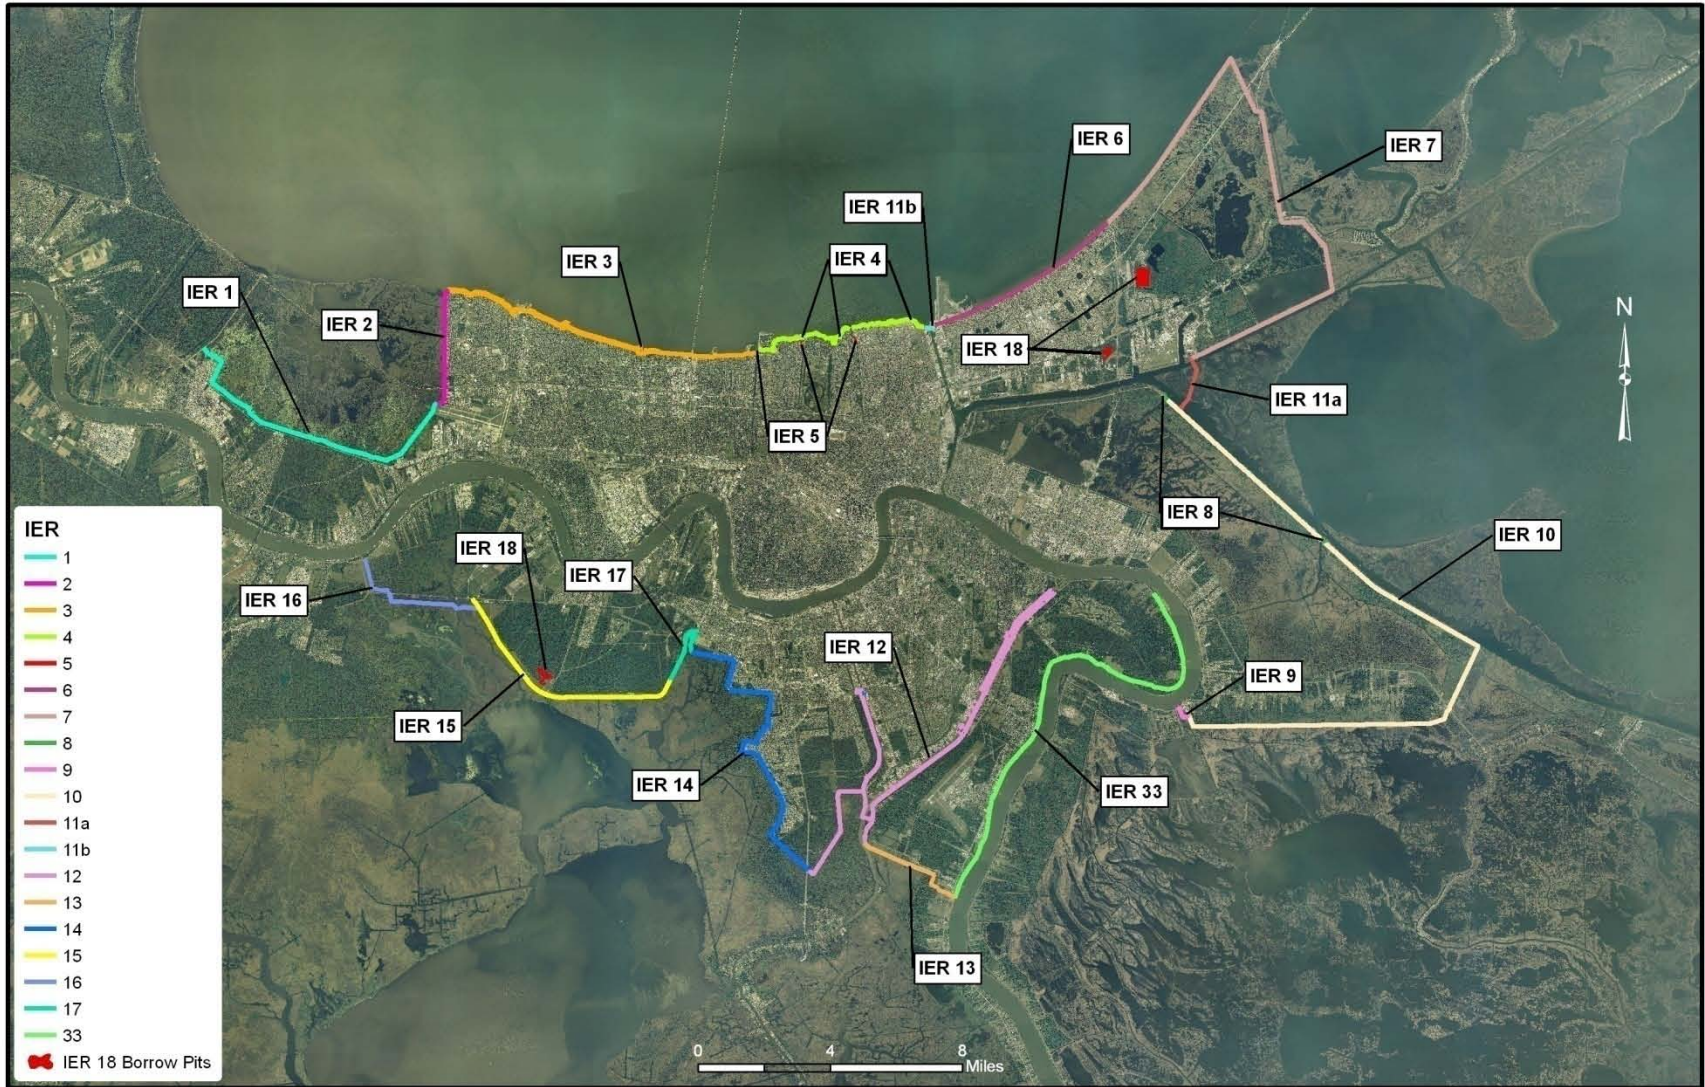 IER 6
IER 7
IER 11b
IER 3
IER 4
IER 1
IER 2
N
IER 18
IER 11a
IER 5
IER 8
IER 10
IER 18
IER 17
IER 16
IER 12
IER 9
IER 15
IER 14
IER 33
IER 13
IER
1
2
3
4
5
6
7
8
9
10
11a
11b
12
13
14
15
16
17
33
IER 18 Borrow Pits
0 4 8
Miles